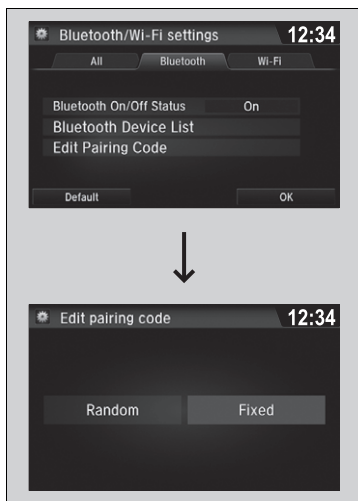 Bluetooth/Wi-Fi settings 12:34
All Bluetooth Wi-Fi
Bluetooth On/Off Status On
Bluetooth Device List
Edit Pairing Code
Default OK
Edit pairing code 12:34
Random Fixed